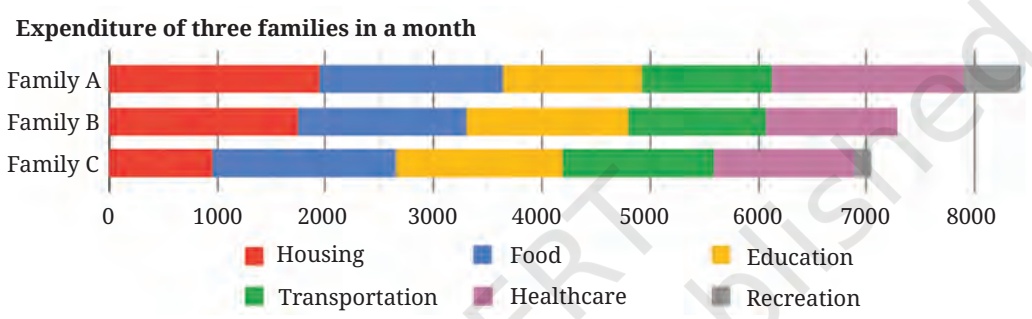 Expenditure of three families in a month
Family A
Family B
Family C
0 1000 2000 3000 4000 5000 6000 7000 8000
Housing Food Education
Transportation Healthcare Recreation